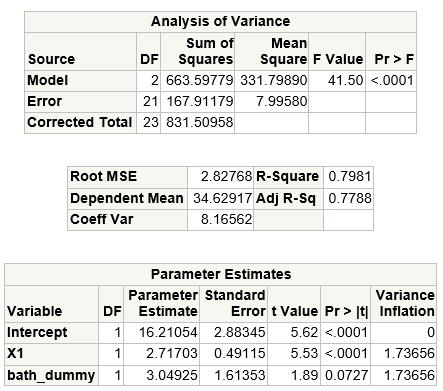 Analysis of Variance
Source DF Sum of Squares Mean Square F Value Pr > F
Model 2 663.59779 331.79890 41.50 <.0001
Error 21 167.91179 7.99580
Corrected Total 23 831.50958
Root MSE 2.82768 R-Square 0.7981
Dependent Mean 34.62917 Adj R-Sq 0.7788
Coeff Var 8.16562
Parameter Estimates
Variable DF Parameter Estimate Standard Error t Value Pr > |t| Variance Inflation
Intercept 1 16.21054 2.88345 5.62 <.0001 0
X1 1 2.71703 0.49115 5.53 <.0001 1.73656
bath_dummy 1 3.04925 1.61353 1.89 0.0727 1.73656